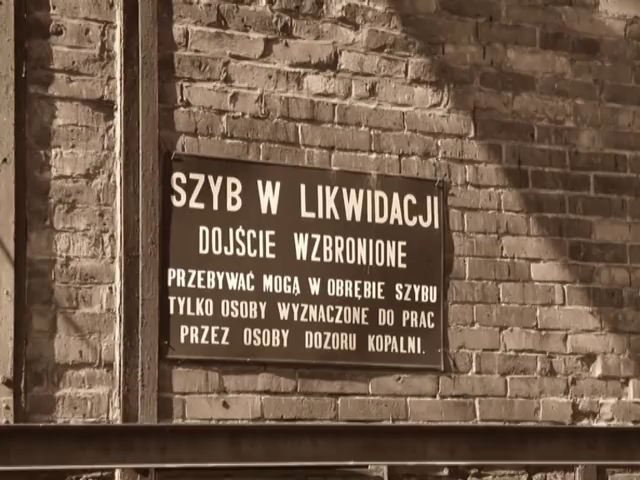 SZYB W LIKWIDACJI
DOJŚCIE WZBRONIONE
PRZEBYWAĆ MOGĄ W OBRĘBIE SZYBU
TYLKO OSOBY WYZNACZONE DO PRAC
PRZEZ OSOBY DOZORU KOPALNI.